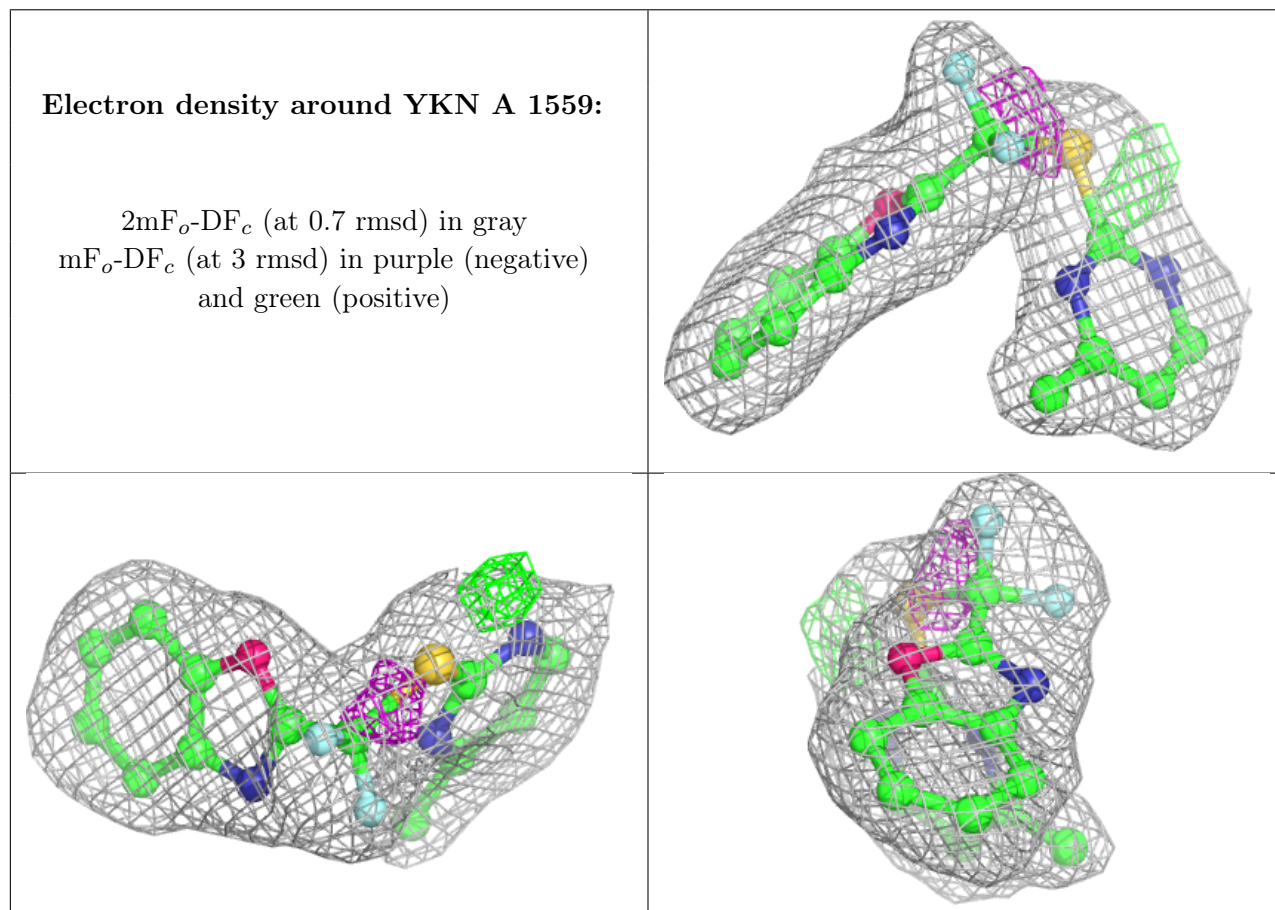 Electron density around YKN A 1559:
2mFo-DFc (at 0.7 rmsd) in gray
mFo-DFc (at 3 rmsd) in purple (negative)
and green (positive)